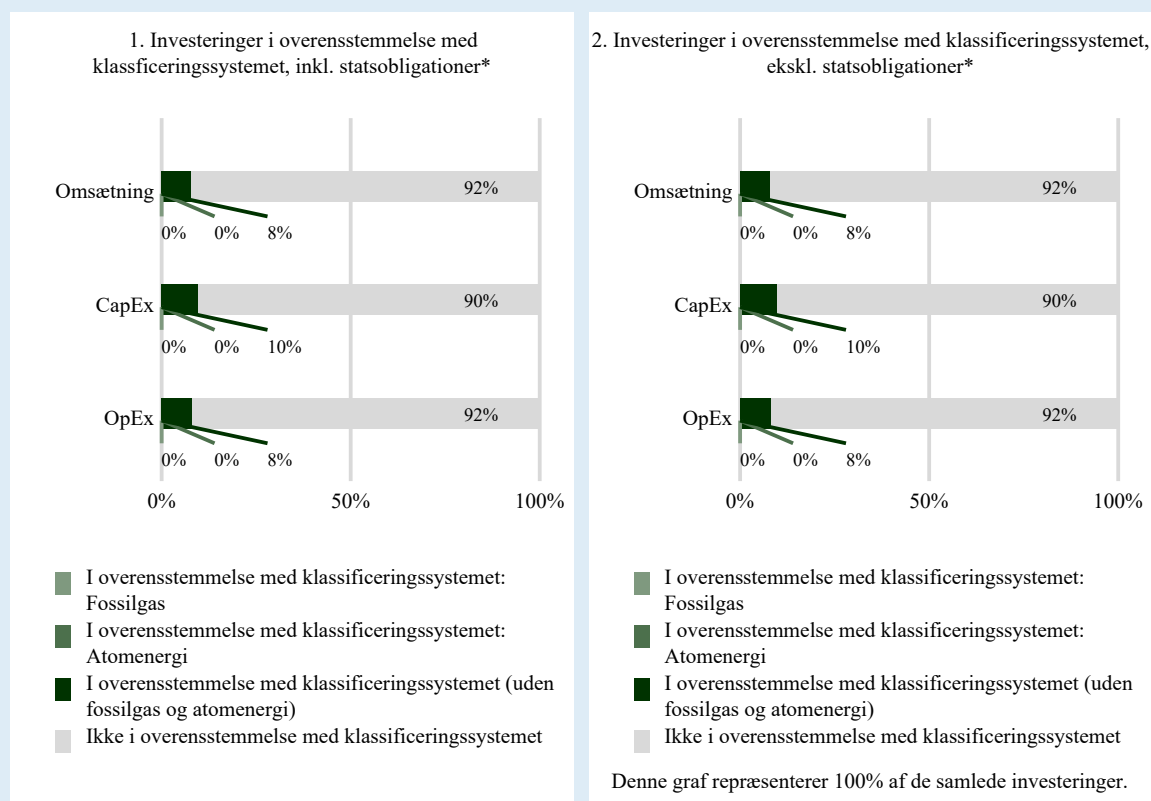 1. Investeringer i overensstemmelse med
klassficeringssystemet, inkl. statsobligationer*
Omsætning
92%
0% 0% 8%
CapEx
90%
0% 0% 10%
OpEx
92%
0% 0% 8%
0% 50% 100%
I overensstemmelse med klassificeringssystemet:
Fossilgas
I overensstemmelse med klassificeringssystemet:
Atomenergi
I overensstemmelse med klassificeringssystemet (uden
fossilgas og atomenergi)
Ikke i overensstemmelse med klassificeringssystemet
2. Investeringer i overensstemmelse med klassificeringssystemet,
ekskl. statsobligationer*
Omsætning
92%
0% 0% 8%
CapEx
90%
0% 0% 10%
OpEx
92%
0% 0% 8%
0% 50% 100%
I overensstemmelse med klassificeringssystemet:
Fossilgas
I overensstemmelse med klassificeringssystemet:
Atomenergi
I overensstemmelse med klassificeringssystemet (uden
fossilgas og atomenergi)
Ikke i overensstemmelse med klassificeringssystemet
Denne graf repræsenterer 100% af de samlede investeringer.